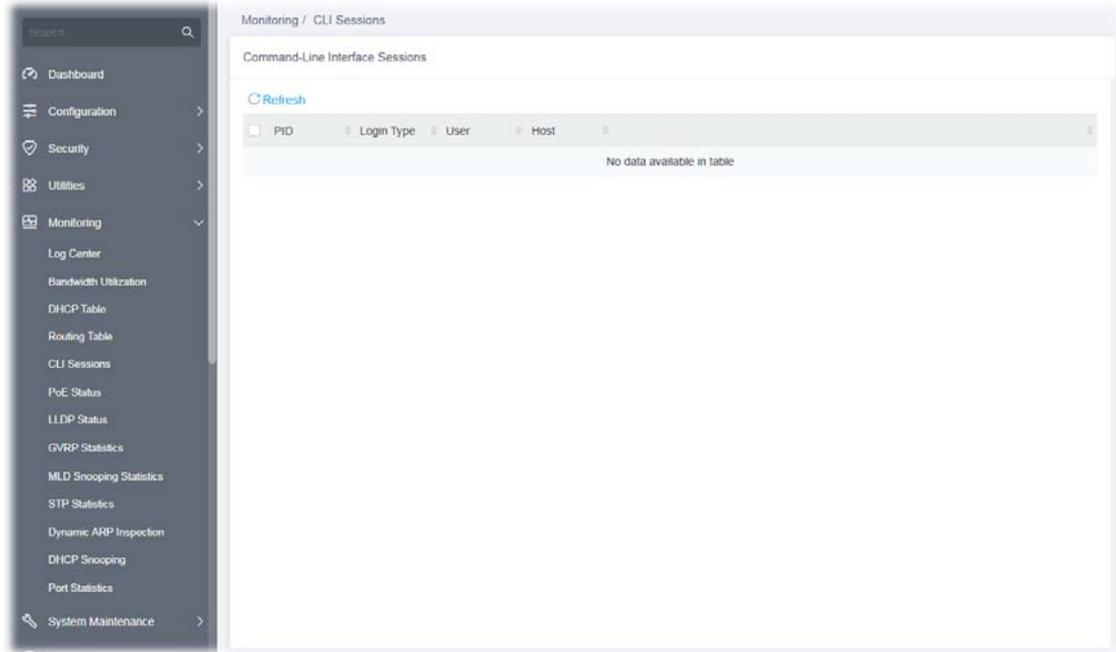 Search...
Dashboard
Configuration
Security
Utilities
Monitoring
Log Center
Bandwidth Utilization
DHCP Table
Routing Table
CLI Sessions
PoE Status
LLDP Status
GVRP Statistics
MLD Snooping Statistics
STP Statistics
Dynamic ARP Inspection
DHCP Snooping
Port Statistics
System Maintenance
Monitoring / CLI Sessions
Command-Line Interface Sessions
Refresh
PID Login Type User Host
No data available in table